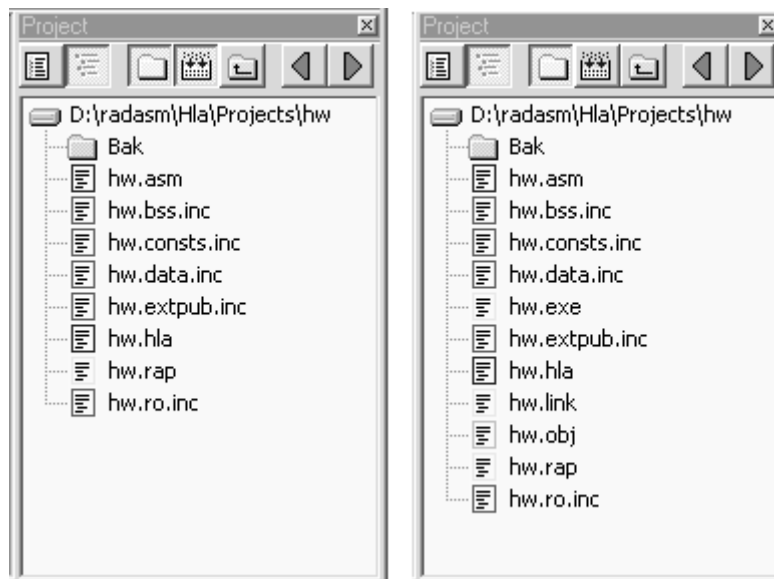 Project
D:\radasm\Hla\Projects\hw
Bak
hw.asm
hw.bss.inc
hw.consts.inc
hw.data.inc
hw.extpub.inc
hw.hla
hw.rap
hw.ro.inc
Project
D:\radasm\Hla\Projects\hw
Bak
hw.asm
hw.bss.inc
hw.consts.inc
hw.data.inc
hw.exe
hw.extpub.inc
hw.hla
hw.link
hw.obj
hw.rap
hw.ro.inc